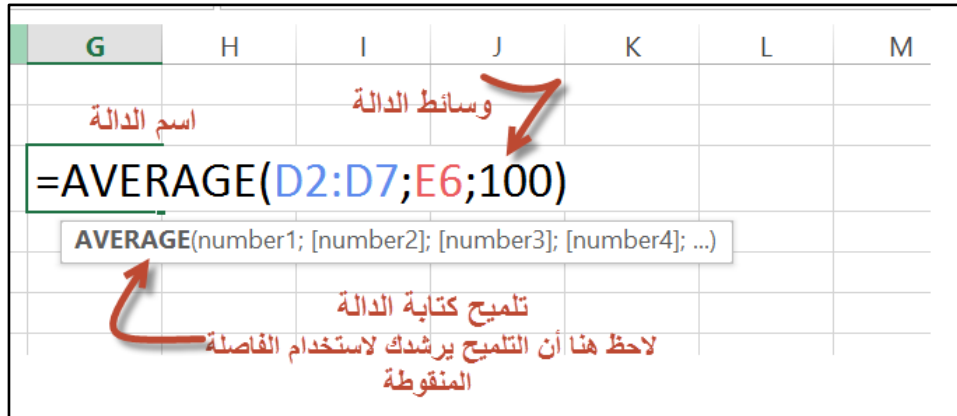 G H I J K L M
وسائط الدالة
اسم الدالة
=AVERAGE(D2:D7;E6;100)
AVERAGE(number1; [number2]; [number3]; [number4]; ...)
تلميح كتابة الدالة
لاحظ هنا أن التلميح يرشدك لاستخدام الفاصلة
المنقوطة